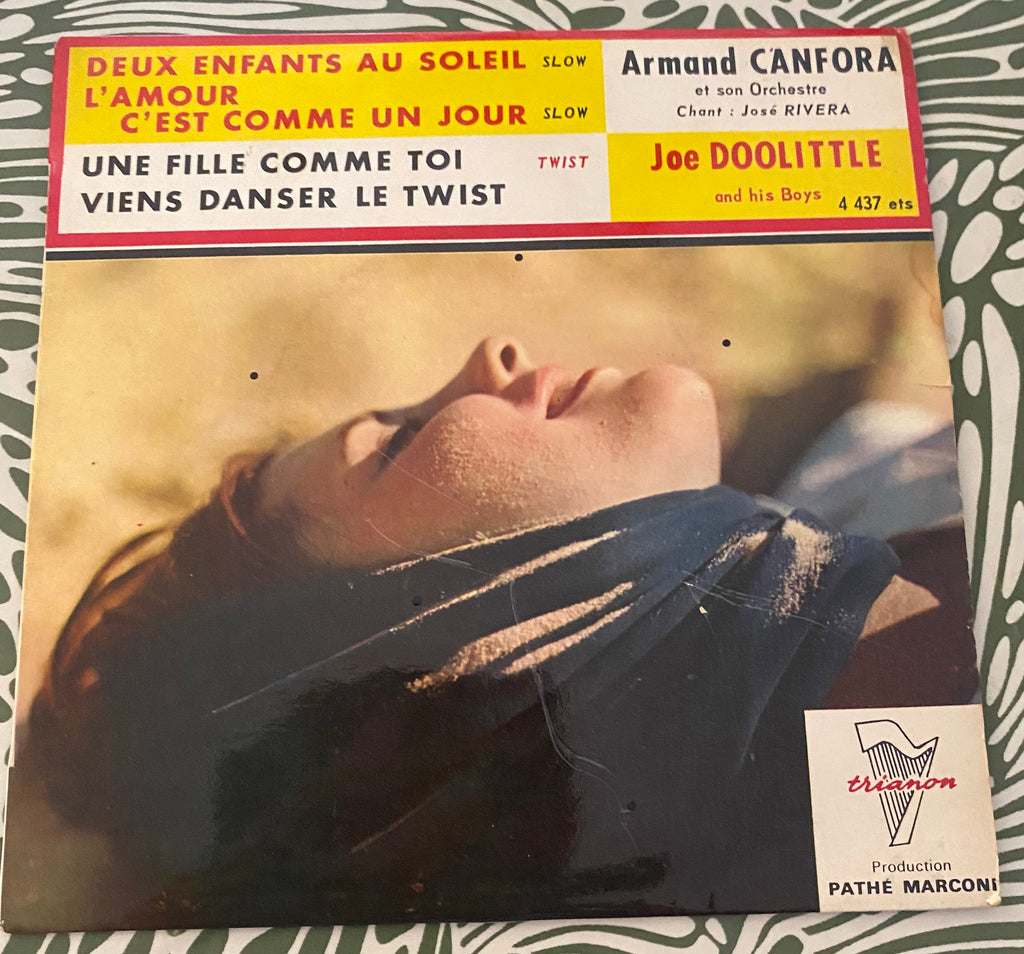 DEUX ENFANTS AU SOLEIL SLOW
L'AMOUR
C'EST COMME UN JOUR SLOW
UNE FILLE COMME TOI TWIST
VIENS DANSER LE TWIST
Armand CANFORA
et son Orchestre
Chant : José RIVERA
Joe DOOLITTLE
and his Boys 4 437 ets
trianon
Production
PATHÉ MARCONI